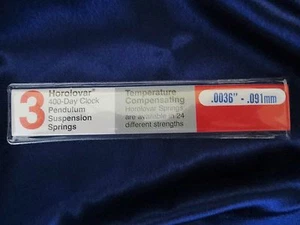 3
Horolovar®
400-Day Clock
Pendulum
Suspension
Springs
Temperature
Compensating
Horolovar Springs
are available in 24
different strengths
.0036" - .091mm